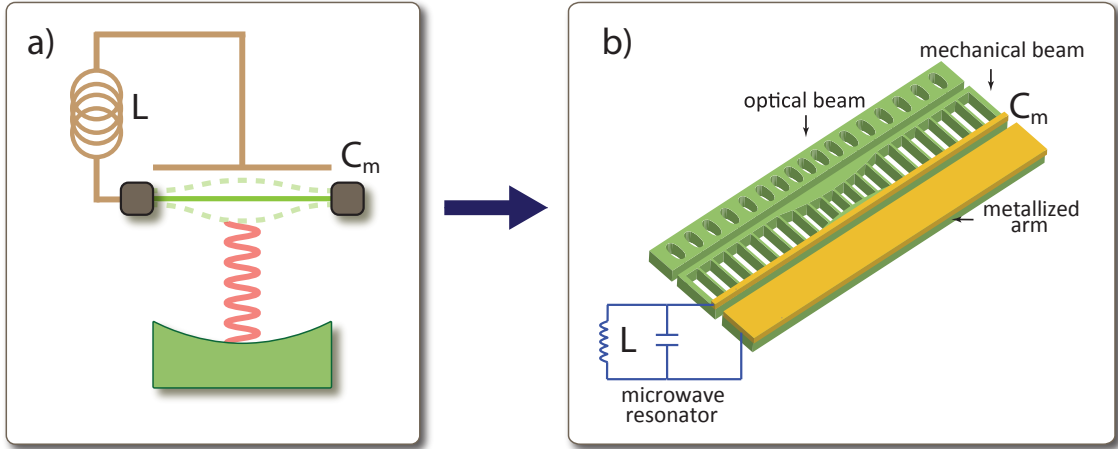 a)
L
Cm
b)
mechanical beam
optical beam
Cm
metallized
arm
L
microwave
resonator